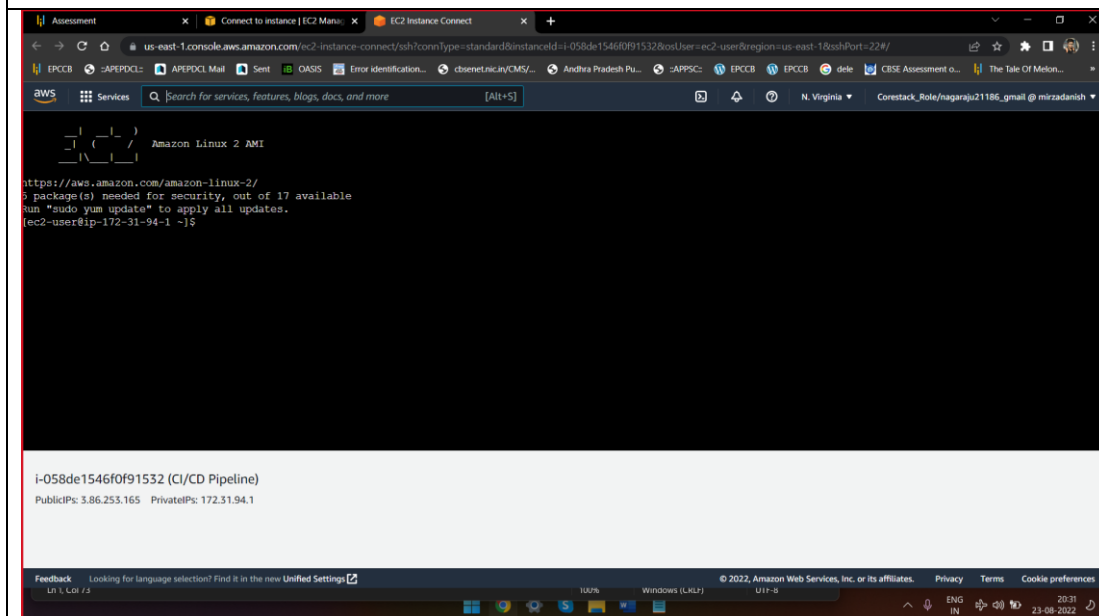 Assessment
Connect to instance | EC2 Manag
EC2 Instance Connect
us-east-1.console.aws.amazon.com/ec2-instance-connect/ssh?connType=standard&instanceId=i-058de1546f0f91532&osUser=ec2-user&region=us-east-1&sshPort=22#/
EPCCB ::APEPDCL:: APEPDCL Mail Sent OASIS Error identification... cbsenet.nic.in/CMS/... Andhra Pradesh Pu... ::APPSC:: EPCCB EPCCB dele CBSE Assessment o... The Tale Of Melon... »
aws Services Search for services, features, blogs, docs, and more [Alt+S] N. Virginia Corestack_Role/nagaraju21186_gmail @ mirzadanish
__| __|_ )
_| ( / Amazon Linux 2 AMI
___|\___|___|
https://aws.amazon.com/amazon-linux-2/
package(s) needed for security, out of 17 available
Run "sudo yum update" to apply all updates.
[ec2-user@ip-172-31-94-1 ~]$
i-058de1546f0f91532 (CI/CD Pipeline)
PublicIPs: 3.86.253.165 PrivateIPs: 172.31.94.1
Feedback Looking for language selection? Find it in the new Unified Settings © 2022, Amazon Web Services, Inc. or its affiliates. Privacy Terms Cookie preferences
Ln 1, Col 73 100% Windows (CRLF) UTF-8
ENG
IN
20:31
23-08-2022